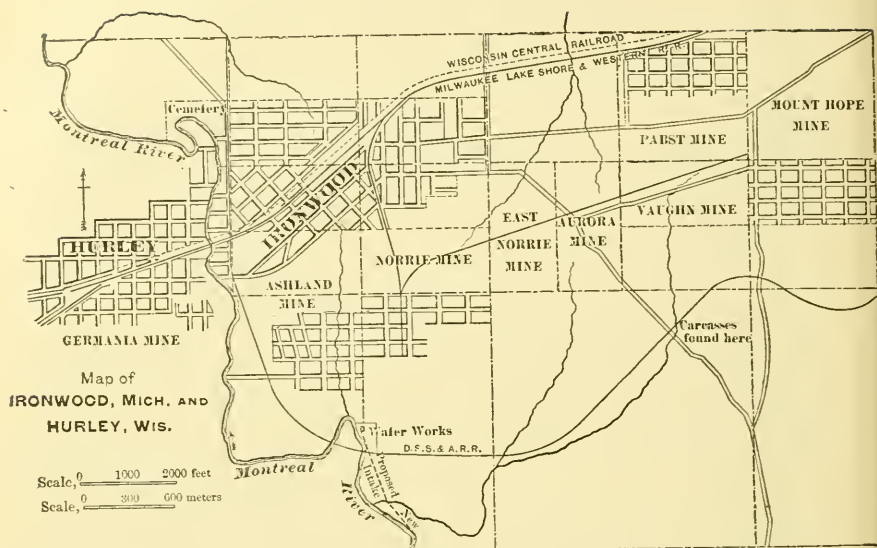 WISCONSIN CENTRAL RAILROAD
MILWAUKEE LAKE SHORE & WESTERN R.R.
Cemetery
Montreal River
MOUNT HOPE
MINE
PABST MINE
IRONWOOD
HURLEY
EAST
NORRIE
MINE
AURORA
MINE
VAUGHN MINE
NORRIE MINE
ASHLAND
MINE
GERMANIA MINE
Carcasses
found here
Map of
IRONWOOD, MICH. AND
HURLEY, WIS.
Water Works
D.S.S. & A.R.R.
Montreal
River
Proposed
New
Intake
Scale, 0 1000 2000 feet
Scale, 0 300 600 meters